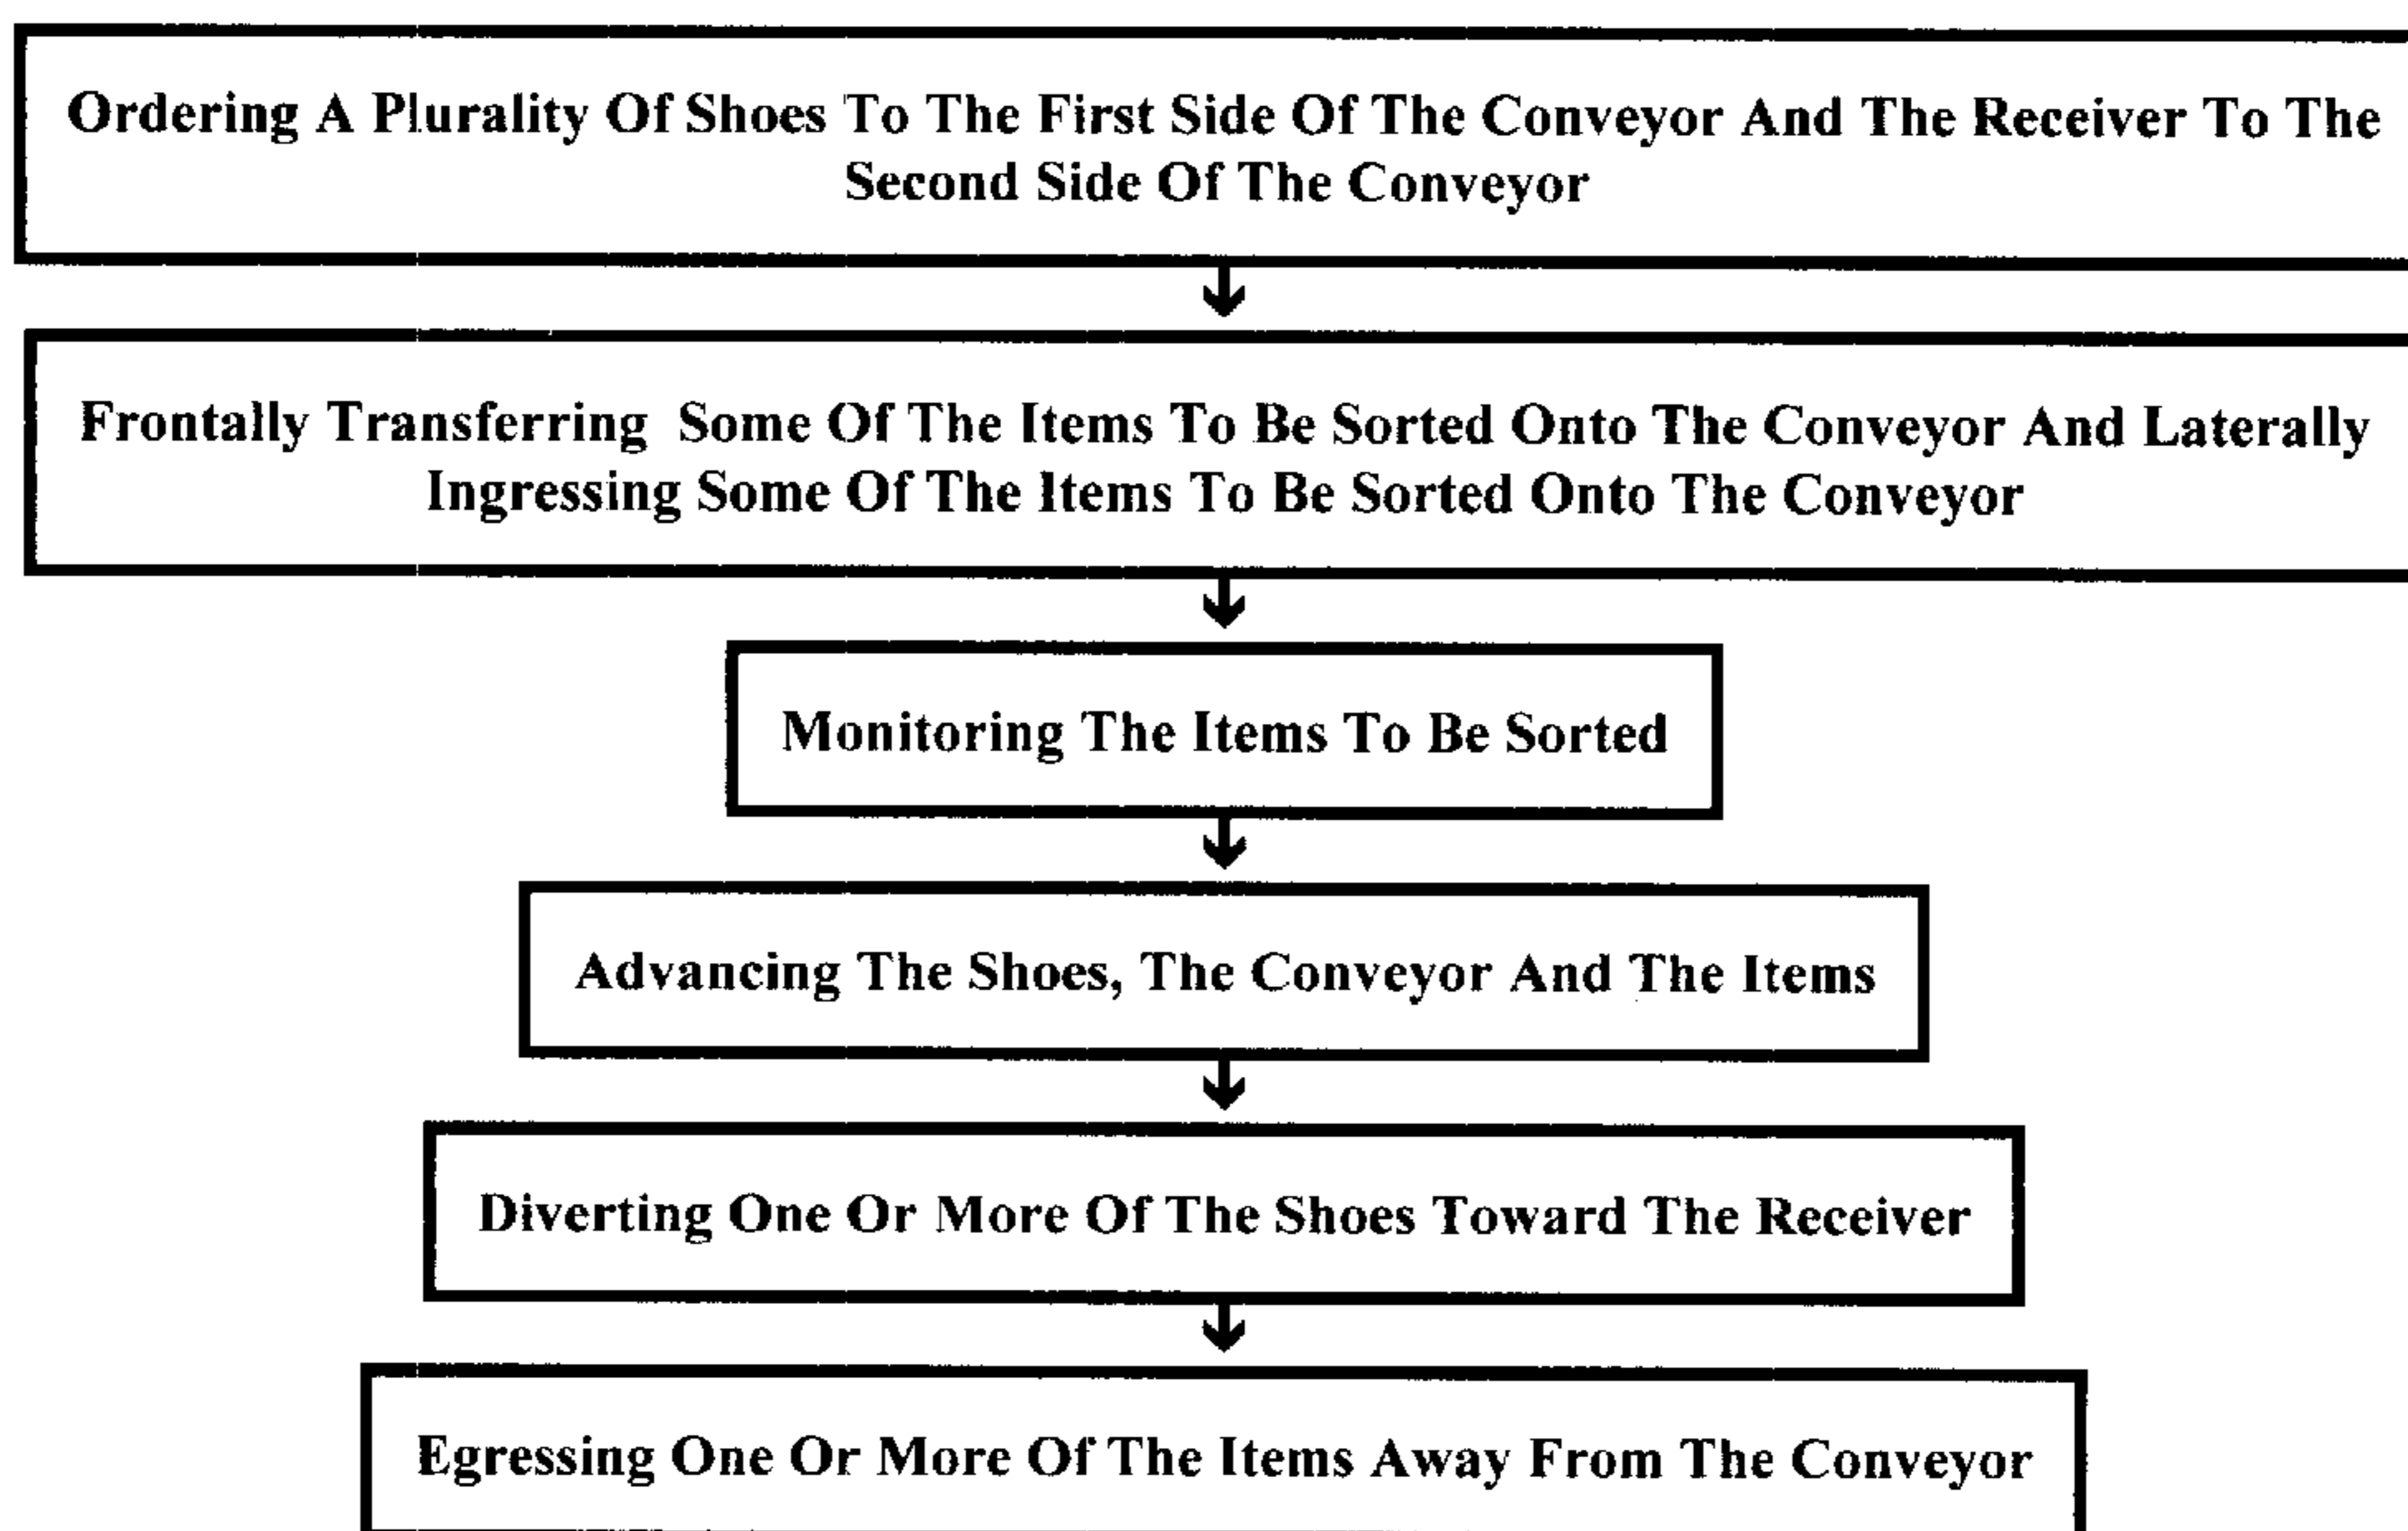 Ordering A Plurality Of Shoes To The First Side Of The Conveyor And The Receiver To The
Second Side Of The Conveyor
Frontally Transferring Some Of The Items To Be Sorted Onto The Conveyor And Laterally
Ingressing Some Of The Items To Be Sorted Onto The Conveyor
Monitoring The Items To Be Sorted
Advancing The Shoes, The Conveyor And The Items
Diverting One Or More Of The Shoes Toward The Receiver
Egressing One Or More Of The Items Away From The Conveyor